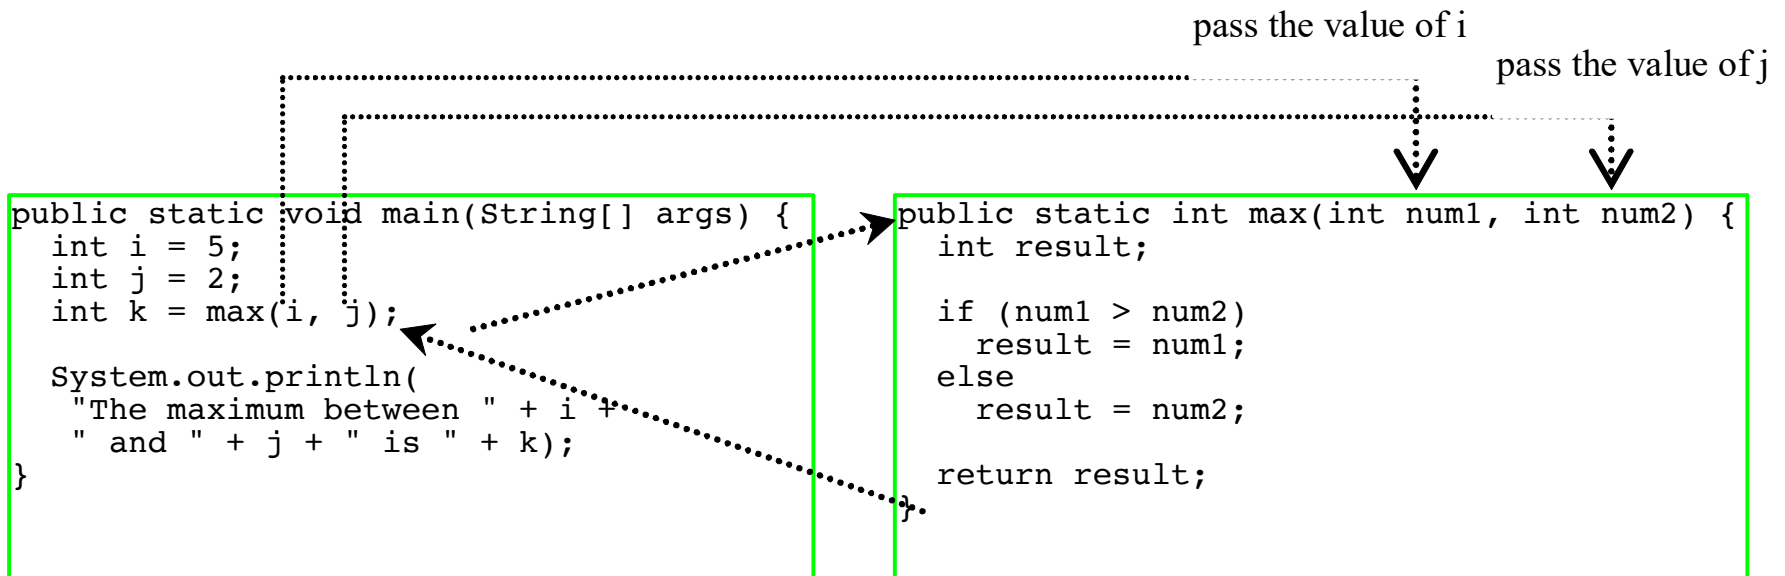 pass the value of i
pass the value of j
public static void main(String[] args) {
  int i = 5;
  int j = 2;
  int k = max(i, j);

  System.out.println(
   "The maximum between " + i +
   " and " + j + " is " + k);
}
public static int max(int num1, int num2) {
  int result;

  if (num1 > num2)
    result = num1;
  else
    result = num2;

  return result;
}